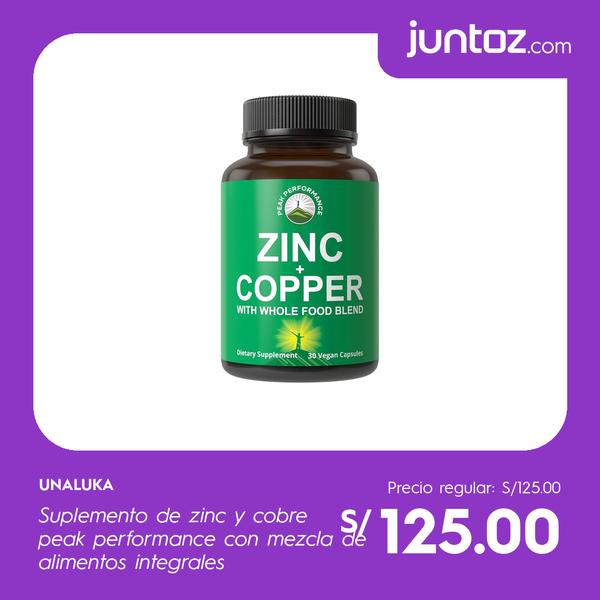 juntoz.com
PEAK PERFORMANCE
ZINC
+
COPPER
WITH WHOLE FOOD BLEND
Dietary Supplement 30 Vegan Capsules
UNALUKA
Suplemento de zinc y cobre
peak performance con mezcla de
alimentos integrales
Precio regular: S/125.00
S/ 125.00